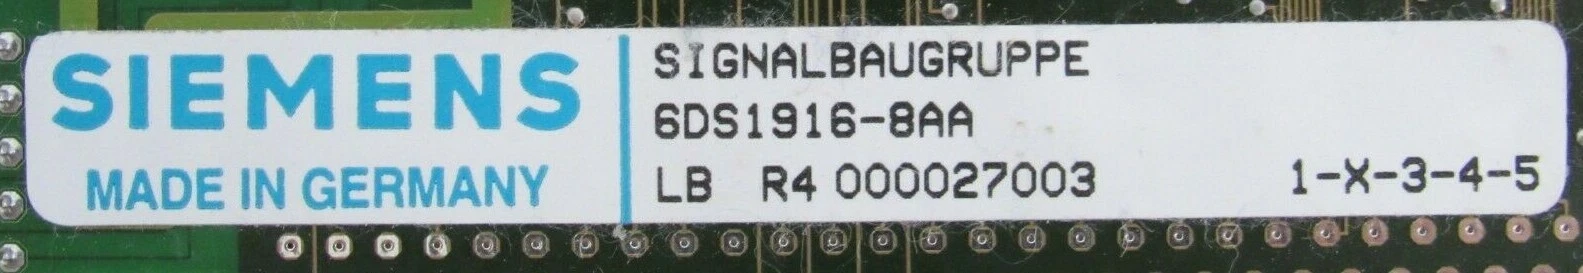 SIEMENS
MADE IN GERMANY
SIGNALBAUGRUPPE
6DS1916-8AA
LB R4 000027003 1-X-3-4-5